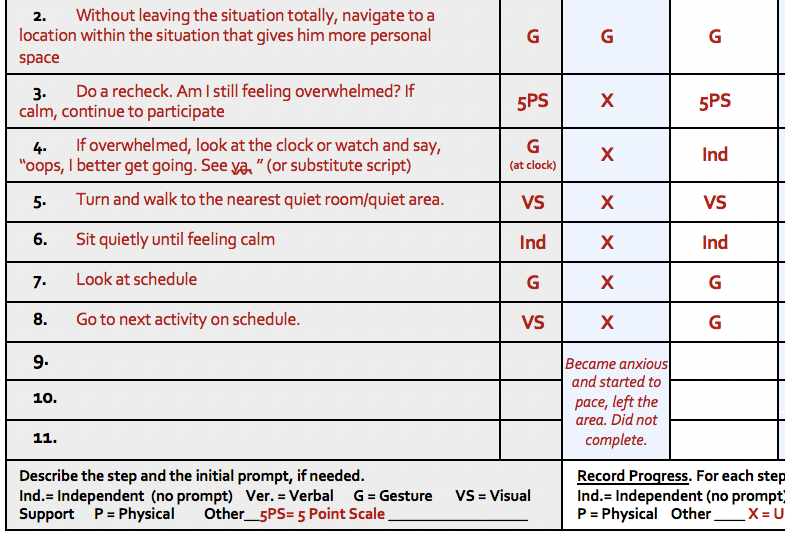 2. Without leaving the situation totally, navigate to a
location within the situation that gives him more personal
space
G G G
3. Do a recheck. Am I still feeling overwhelmed? If
calm, continue to participate
5PS X 5PS
4. If overwhelmed, look at the clock or watch and say,
“oops, I better get going. See ya. ” (or substitute script)
G
(at clock)
X Ind
5. Turn and walk to the nearest quiet room/quiet area.
VS X VS
6. Sit quietly until feeling calm
Ind X Ind
7. Look at schedule
G X G
8. Go to next activity on schedule.
VS X G
9.
10.
11.
Became anxious
and started to
pace, left the
area. Did not
complete.
Describe the step and the initial prompt, if needed.
Ind.= Independent (no prompt) Ver. = Verbal G = Gesture VS = Visual
Support P = Physical Other__5PS= 5 Point Scale ________________
Record Progress. For each step
Ind.= Independent (no prompt)
P = Physical Other ____ X = U